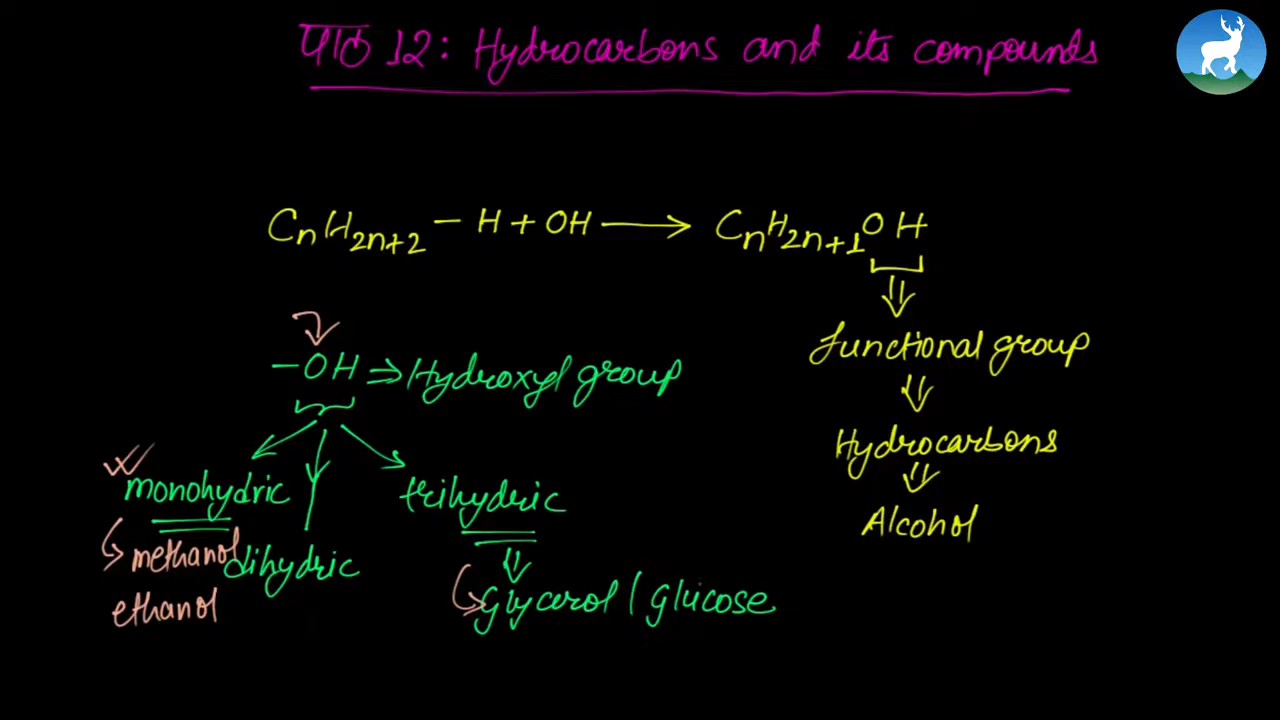 पाठ 12: Hydrocarbons and its compounds
CnH2n+2 - H + OH → CnH2n+1OH
⇓
functional group
⇓
Hydrocarbons
⇓
Alcohol
-OH ⇒ Hydroxyl group
monohydric
methanol
ethanol
dihydric
trihydric
⇓
Glycerol / glucose